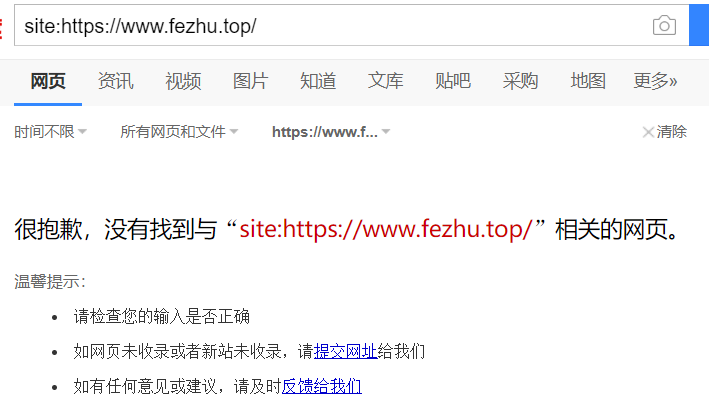 site:https://www.fezhu.top/
网页 资讯 视频 图片 知道 文库 贴吧 采购 地图 更多»
时间不限 所有网页和文件 https://www.f... 清除
很抱歉，没有找到与“site:https://www.fezhu.top/”相关的网页。
温馨提示：
请检查您的输入是否正确
如网页未收录或者新站未收录，请提交网址给我们
如有任何意见或建议，请及时反馈给我们